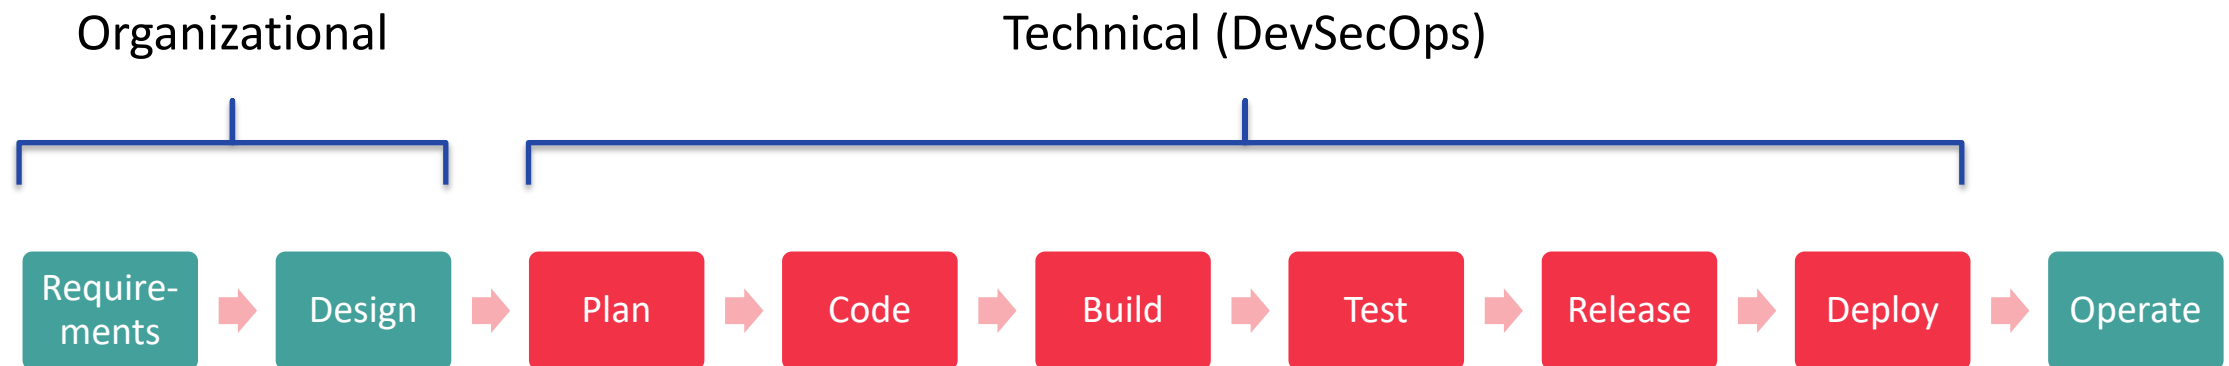 Organizational
Technical (DevSecOps)
Require-
ments
Design
Plan
Code
Build
Test
Release
Deploy
Operate